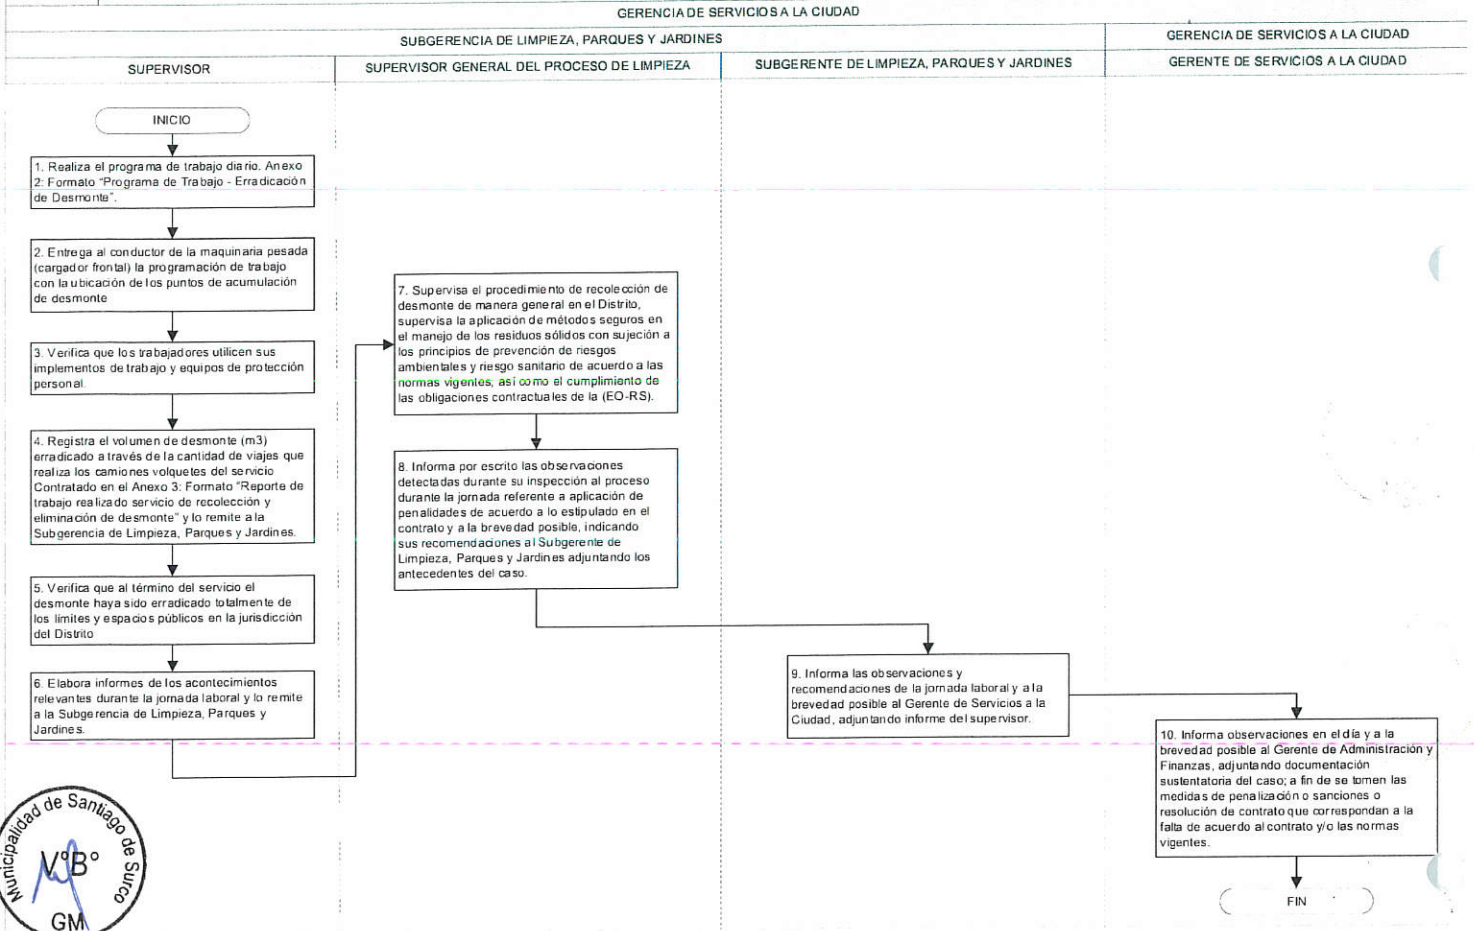 GERENCIA DE SERVICIOS A LA CIUDAD
SUBGERENCIA DE LIMPIEZA, PARQUES Y JARDINES
GERENCIA DE SERVICIOS A LA CIUDAD
SUPERVISOR
SUPERVISOR GENERAL DEL PROCESO DE LIMPIEZA
SUBGERENTE DE LIMPIEZA, PARQUES Y JARDINES
GERENTE DE SERVICIOS A LA CIUDAD
INICIO
1. Realiza el programa de trabajo diario. Anexo
2: Formato "Programa de Trabajo - Erradicación
de Desmonte".
2. Entrega al conductor de la maquinaria pesada
(cargador frontal) la programación de trabajo
con la ubicación de los puntos de acumulación
de desmonte
3. Verifica que los trabajadores utilicen sus
implementos de trabajo y equipos de protección
personal.
4. Registra el volumen de desmonte (m3)
erradicado a través de la cantidad de viajes que
realiza los camiones volquetes del servicio
Contratado en el Anexo 3: Formato "Reporte de
trabajo realizado servicio de recolección y
eliminación de desmonte" y lo remite a la
Subgerencia de Limpieza, Parques y Jardines.
5. Verifica que al término del servicio el
desmonte haya sido erradicado totalmente de
los límites y espacios públicos en la jurisdicción
del Distrito
6. Elabora informes de los acontecimientos
relevantes durante la jornada laboral y lo remite
a la Subgerencia de Limpieza, Parques y
Jardines.
7. Supervisa el procedimiento de recolección de
desmonte de manera general en el Distrito,
supervisa la aplicación de métodos seguros en
el manejo de los residuos sólidos con sujeción a
los principios de prevención de riesgos
ambientales y riesgo sanitario de acuerdo a las
normas vigentes; así como el cumplimiento de
las obligaciones contractuales de la (EO-RS).
8. Informa por escrito las observaciones
detectadas durante su inspección al proceso
durante la jornada referente a aplicación de
penalidades de acuerdo a lo estipulado en el
contrato y a la brevedad posible, indicando
sus recomendaciones al Subgerente de
Limpieza, Parques y Jardines adjuntando los
antecedentes del caso.
9. Informa las observaciones y
recomendaciones de la jornada laboral y a la
brevedad posible al Gerente de Servicios a la
Ciudad, adjuntando informe del supervisor.
10. Informa observaciones en el día y a la
brevedad posible al Gerente de Administración y
Finanzas, adjuntando documentación
sustentatoria del caso; a fin de se tomen las
medidas de penalización o sanciones o
resolución de contrato que correspondan a la
falta de acuerdo al contrato y/o las normas
vigentes.
FIN
Municipalidad de Santiago de Surco
V°B°
GM